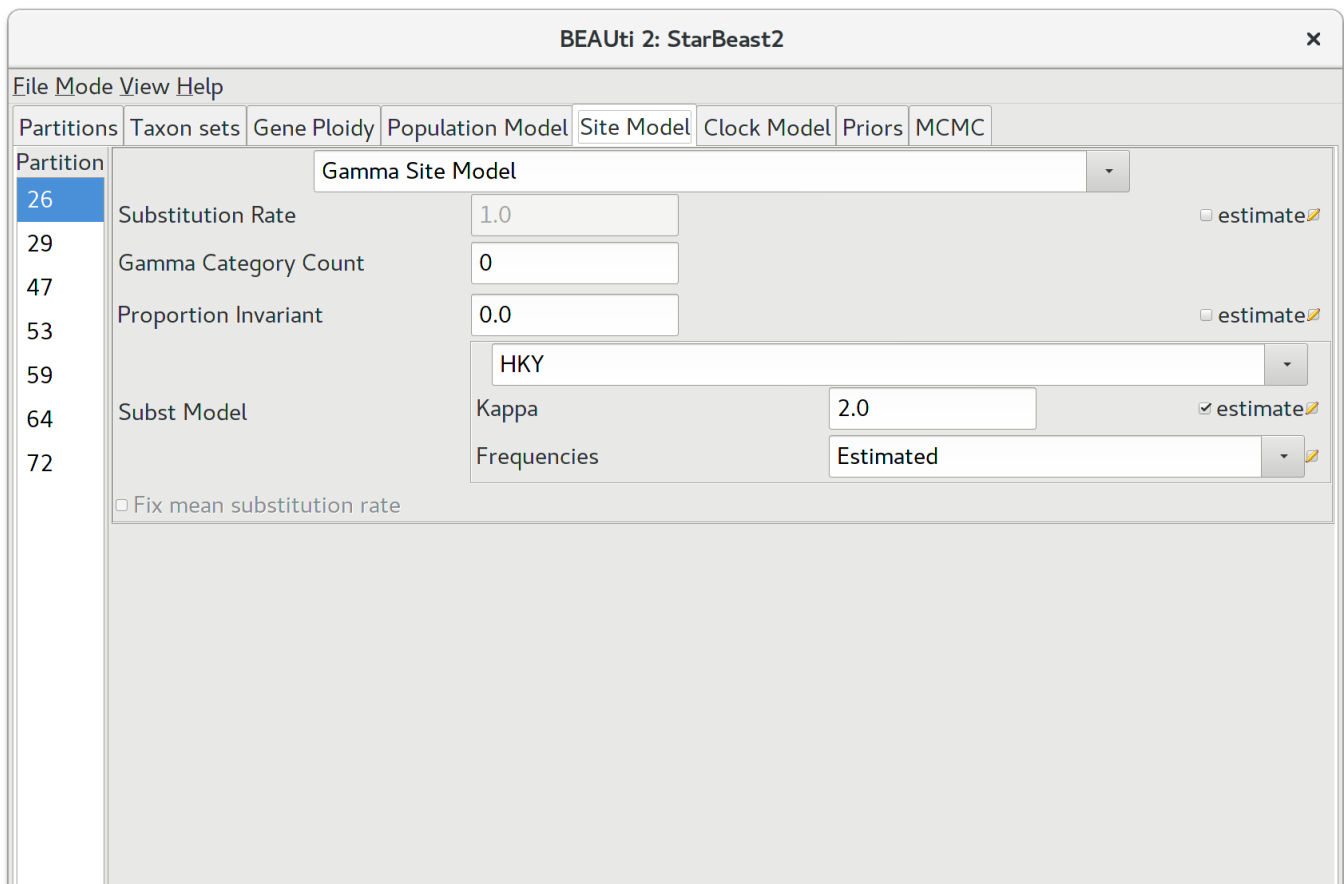 BEAUti 2: StarBeast2
File Mode View Help
Partitions Taxon sets Gene Ploidy Population Model Site Model Clock Model Priors MCMC
Partition
26
29
47
53
59
64
72
Gamma Site Model
Substitution Rate 1.0 estimate
Gamma Category Count 0
Proportion Invariant 0.0 estimate
HKY
Subst Model Kappa 2.0 estimate
Frequencies Estimated
Fix mean substitution rate